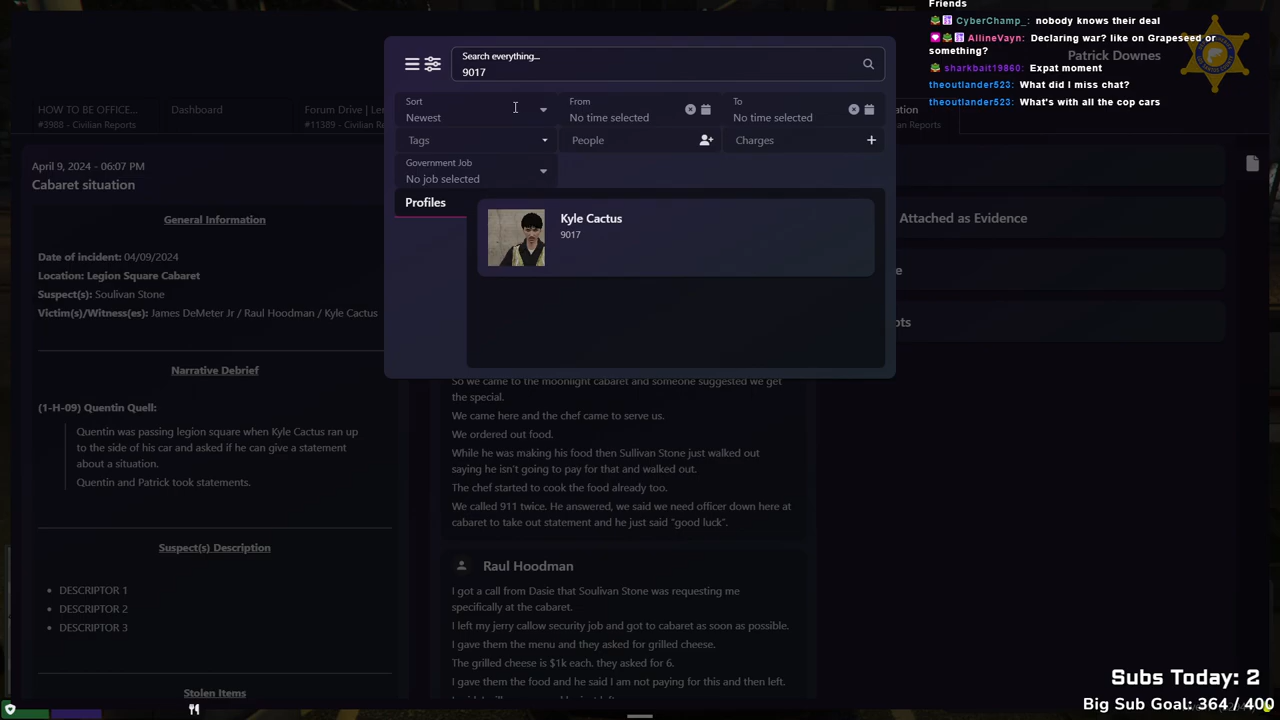 Friends
CyberChamp_: nobody knows their deal
AllineVayn: Declaring war? like on Grapeseed or something?
sharkbait19860: Expat moment
theoutlander523: What did I miss chat?
theoutlander523: What's with all the cop cars
Patrick Downes
Search everything...
9017
Sort
Newest
From
No time selected
To
No time selected
Tags
People
Charges
Government Job
No job selected
Profiles
Kyle Cactus
9017
HOW TO BE OFFICE...
#3988 - Civilian Reports
Dashboard
Forum Drive | Le
#11389 - Civilian Rep
ation
Reports
April 9, 2024 - 06:07 PM
Cabaret situation
General Information
Date of incident: 04/09/2024
Location: Legion Square Cabaret
Suspect(s): Soulivan Stone
Victim(s)/Witness(es): James DeMeter Jr / Raul Hoodman / Kyle Cactus
Narrative Debrief
(1-H-09) Quentin Quell:
Quentin was passing legion square when Kyle Cactus ran up
to the side of his car and asked if he can give a statement
about a situation.
Quentin and Patrick took statements.
Suspect(s) Description
DESCRIPTOR 1
DESCRIPTOR 2
DESCRIPTOR 3
Stolen Items
So we came to the moonlight cabaret and someone suggested we get
the special.
We came here and the chef came to serve us.
We ordered out food.
While he was making his food then Sullivan Stone just walked out
saying he isn't going to pay for that and walked out.
The chef started to cook the food already too.
We called 911 twice. He answered, we said we need officer down here at
cabaret to take out statement and he just said "good luck".
Raul Hoodman
I got a call from Dasie that Soulivan Stone was requesting me
specifically at the cabaret.
I left my jerry callow security job and got to cabaret as soon as possible.
I gave them the menu and they asked for grilled cheese.
The grilled cheese is $1k each. they asked for 6.
I gave them the food and he said I am not paying for this and then left.
Attached as Evidence
Subs Today: 2
Big Sub Goal: 364 / 400